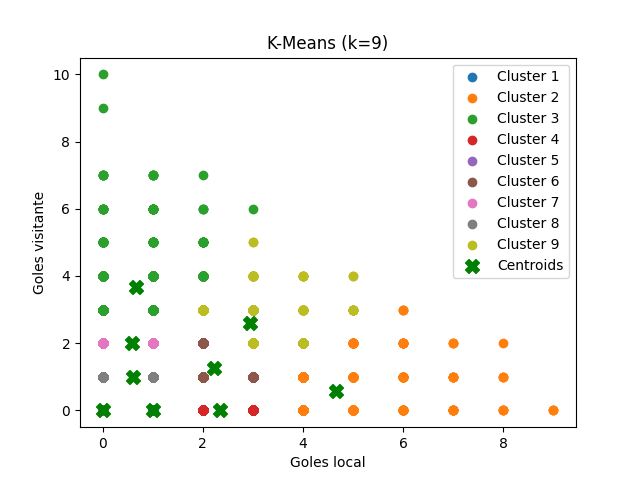 K-Means (k=9)
10
8
6
4
2
0
Goles visitante
0
2
4
6
8
Goles local
Cluster 1
Cluster 2
Cluster 3
Cluster 4
Cluster 5
Cluster 6
Cluster 7
Cluster 8
Cluster 9
Centroids